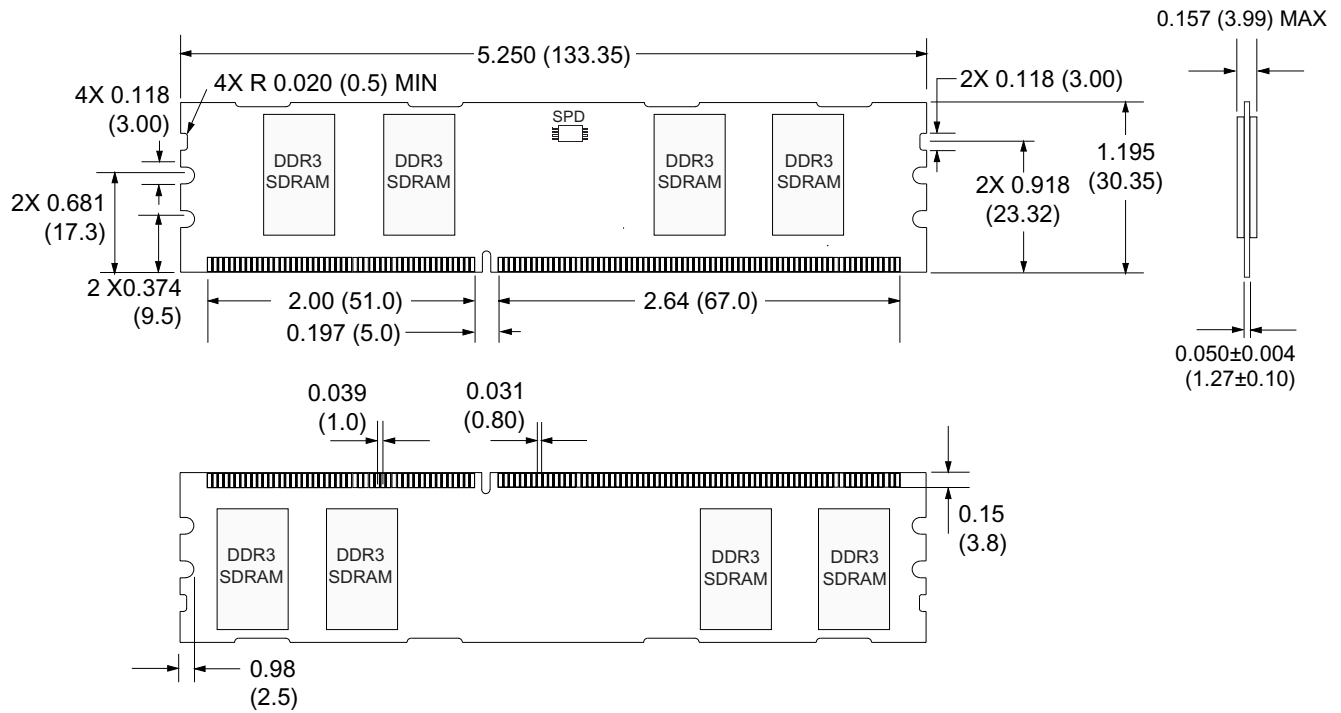 0.157 (3.99) MAX
5.250 (133.35)
4X R 0.020 (0.5) MIN
2X 0.118 (3.00)
4X 0.118
(3.00)
SPD
DDR3
SDRAM
DDR3
SDRAM
DDR3
SDRAM
DDR3
SDRAM
1.195
(30.35)
2X 0.918
(23.32)
2X 0.681
(17.3)
2 X0.374
(9.5)
2.00 (51.0)
2.64 (67.0)
0.197 (5.0)
0.050±0.004
(1.27±0.10)
0.039
(1.0)
0.031
(0.80)
0.15
(3.8)
DDR3
SDRAM
DDR3
SDRAM
DDR3
SDRAM
DDR3
SDRAM
0.98
(2.5)